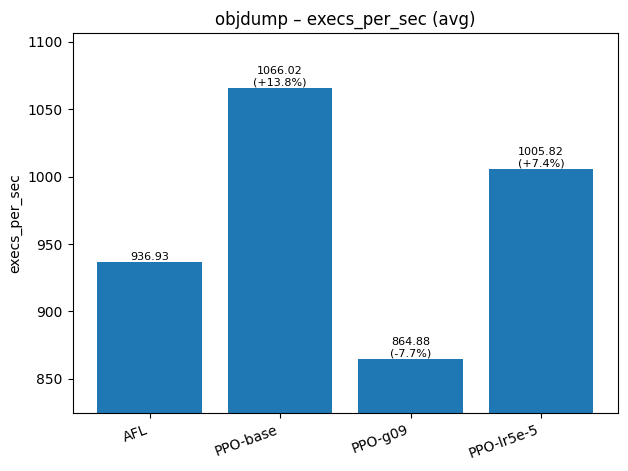 objdump – execs_per_sec (avg)
execs_per_sec
1100
1050
1000
950
900
850
936.93
1066.02
(+13.8%)
864.88
(-7.7%)
1005.82
(+7.4%)
AFL
PPO-base
PPO-g09
PPO-lr5e-5